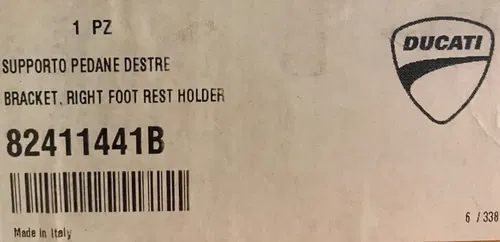 1 PZ
DUCATI
SUPPORTO PEDANE DESTRE
BRACKET, RIGHT FOOT REST HOLDER
82411441B
6 / 338
Made in Italy